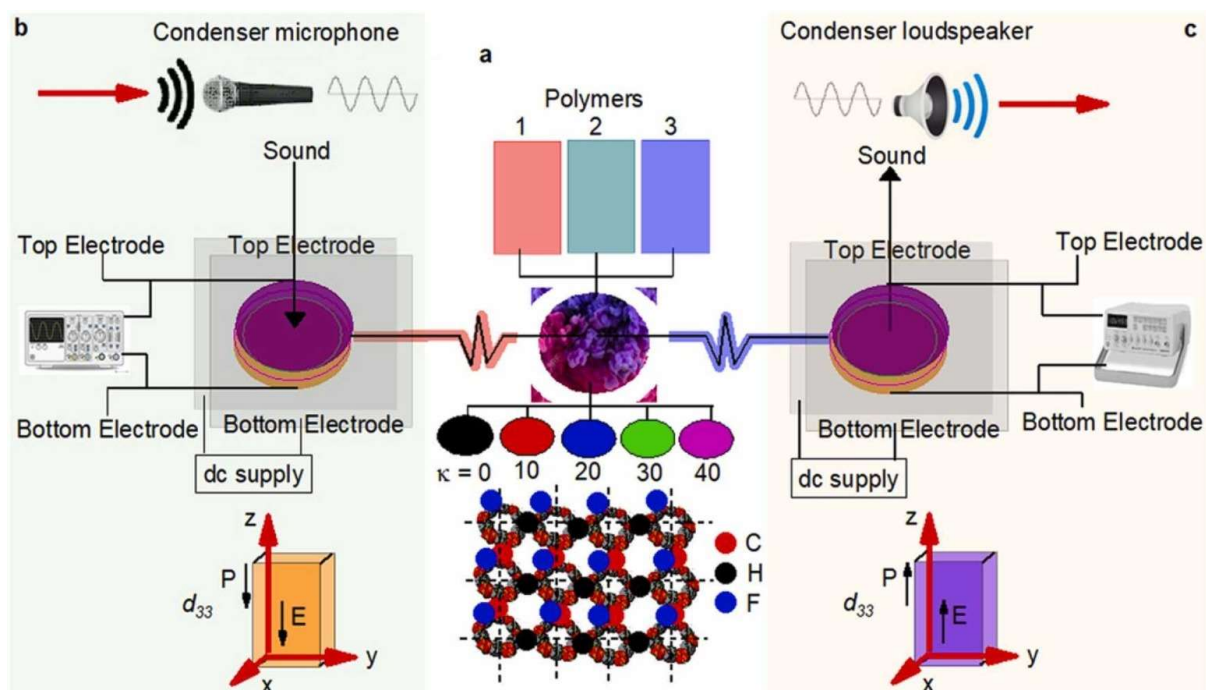 b
Condenser microphone
Sound
Top Electrode
Top Electrode
Bottom Electrode
Bottom Electrode
dc supply
z
P
d33
E
y
x
a
Polymers
1 2 3
κ = 0 10 20 30 40
C
H
F
Condenser loudspeaker
c
Sound
Top Electrode
Top Electrode
Bottom Electrode
Bottom Electrode
dc supply
z
P
d33
E
y
x